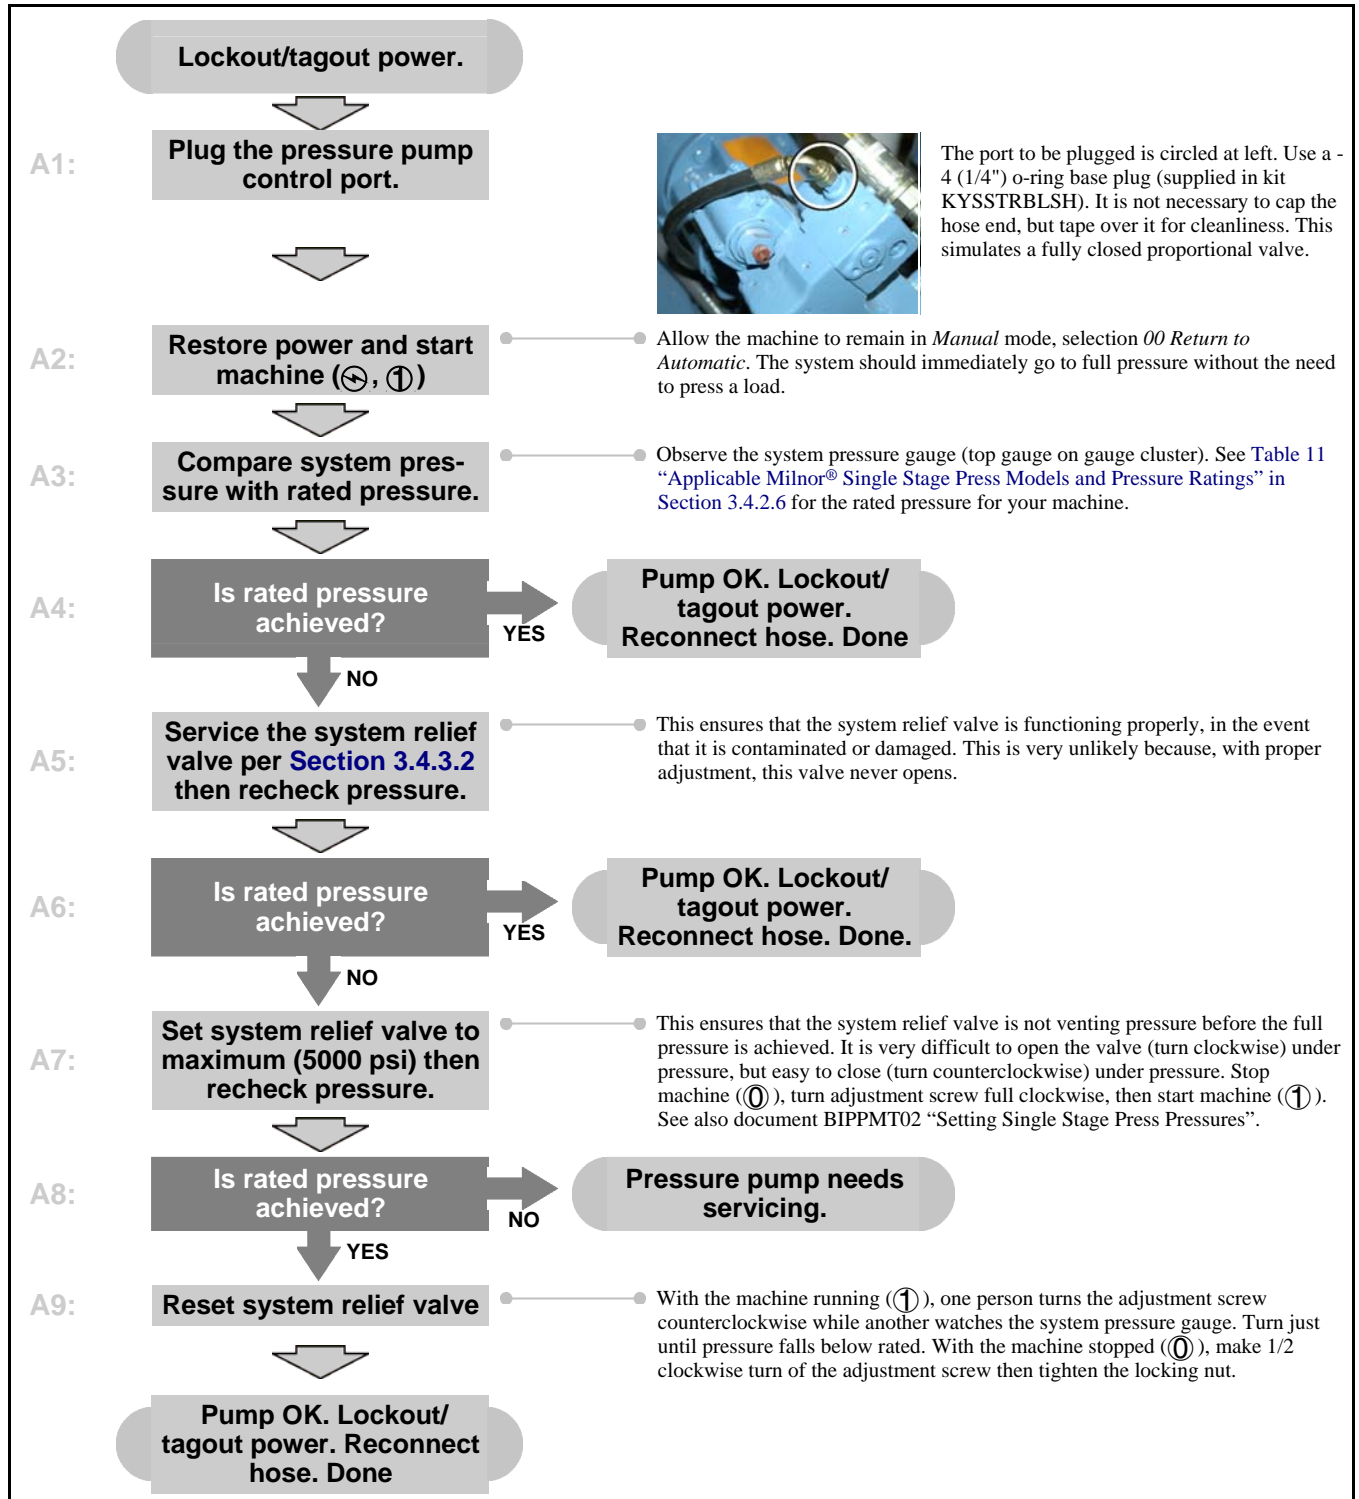 Lockout/tagout power.
A1:
Plug the pressure pump
control port.
The port to be plugged is circled at left. Use a -
4 (1/4") o-ring base plug (supplied in kit
KYSSTRBLSH). It is not necessary to cap the
hose end, but tape over it for cleanliness. This
simulates a fully closed proportional valve.
A2:
Restore power and start
machine (, 1)
Allow the machine to remain in Manual mode, selection 00 Return to
Automatic. The system should immediately go to full pressure without the need
to press a load.
A3:
Compare system pres-
sure with rated pressure.
Observe the system pressure gauge (top gauge on gauge cluster). See Table 11
“Applicable Milnor® Single Stage Press Models and Pressure Ratings” in
Section 3.4.2.6 for the rated pressure for your machine.
A4:
Is rated pressure
achieved?
YES
Pump OK. Lockout/
tagout power.
Reconnect hose. Done
NO
A5:
Service the system relief
valve per Section 3.4.3.2
then recheck pressure.
This ensures that the system relief valve is functioning properly, in the event
that it is contaminated or damaged. This is very unlikely because, with proper
adjustment, this valve never opens.
A6:
Is rated pressure
achieved?
YES
Pump OK. Lockout/
tagout power.
Reconnect hose. Done.
NO
A7:
Set system relief valve to
maximum (5000 psi) then
recheck pressure.
This ensures that the system relief valve is not venting pressure before the full
pressure is achieved. It is very difficult to open the valve (turn clockwise) under
pressure, but easy to close (turn counterclockwise) under pressure. Stop
machine (0), turn adjustment screw full clockwise, then start machine (1).
See also document BIPPMT02 “Setting Single Stage Press Pressures”.
A8:
Is rated pressure
achieved?
NO
Pressure pump needs
servicing.
YES
A9:
Reset system relief valve
With the machine running (1), one person turns the adjustment screw
counterclockwise while another watches the system pressure gauge. Turn just
until pressure falls below rated. With the machine stopped (0), make 1/2
clockwise turn of the adjustment screw then tighten the locking nut.
Pump OK. Lockout/
tagout power. Reconnect
hose. Done